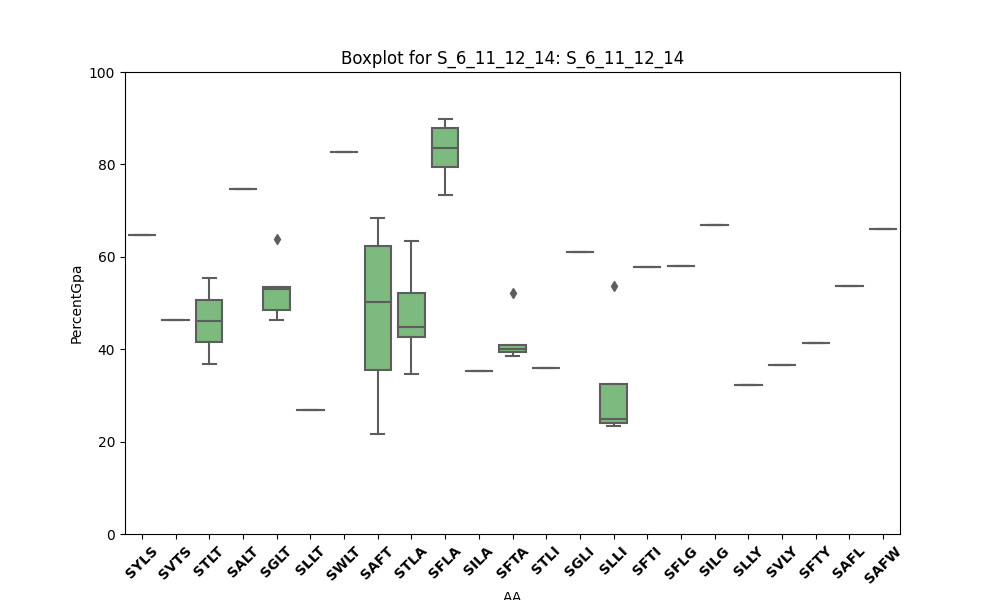 Boxplot for S_6_11_12_14: S_6_11_12_14
100
80
60
40
20
0
PercentGpa
SYLS
SVTS
STLT
SALT
SGLT
SLLT
SWLT
SAFT
STLA
SFLA
SILA
SFTA
STLI
SGLI
SLLI
SFTI
SFLG
SILG
SLLY
SVLY
SFTY
SAFL
SAFW
AA